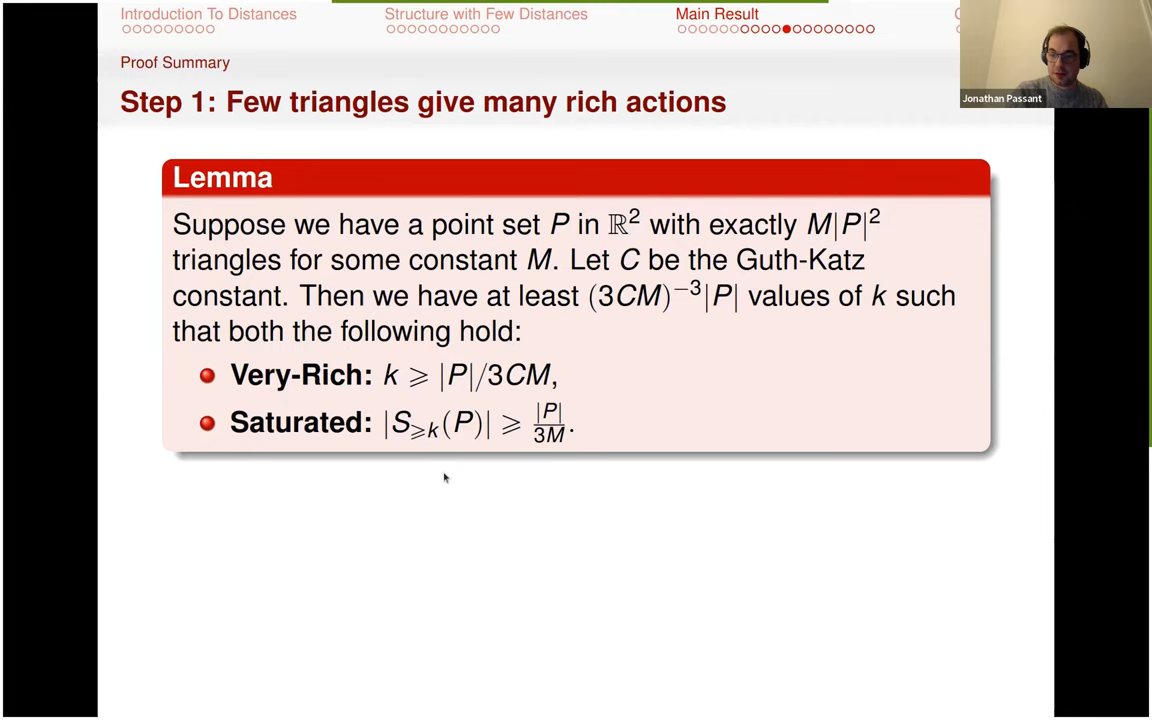 Introduction To Distances
Structure with Few Distances
Main Result
Proof Summary
Step 1: Few triangles give many rich actions
Jonathan Passant
Lemma
Suppose we have a point set P in ℝ² with exactly M|P|²
triangles for some constant M. Let C be the Guth-Katz
constant. Then we have at least (3CM)⁻³|P| values of k such
that both the following hold:
Very-Rich: k ⩾ |P|/3CM,
Saturated: |S⩾k(P)| ⩾ |P|/3M.